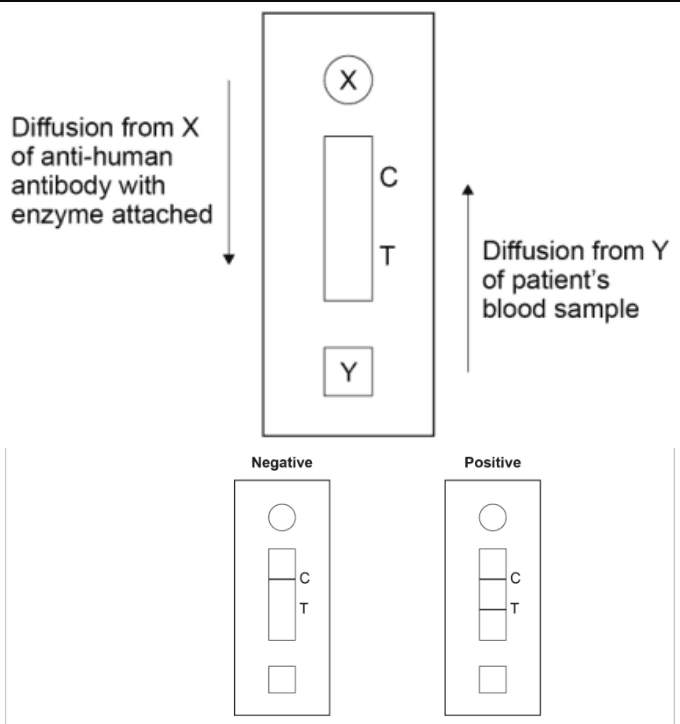 X
Diffusion from X
of anti-human
antibody with
enzyme attached
C
T
Diffusion from Y
of patient's
blood sample
Y
Negative
Positive
C
T
C
T